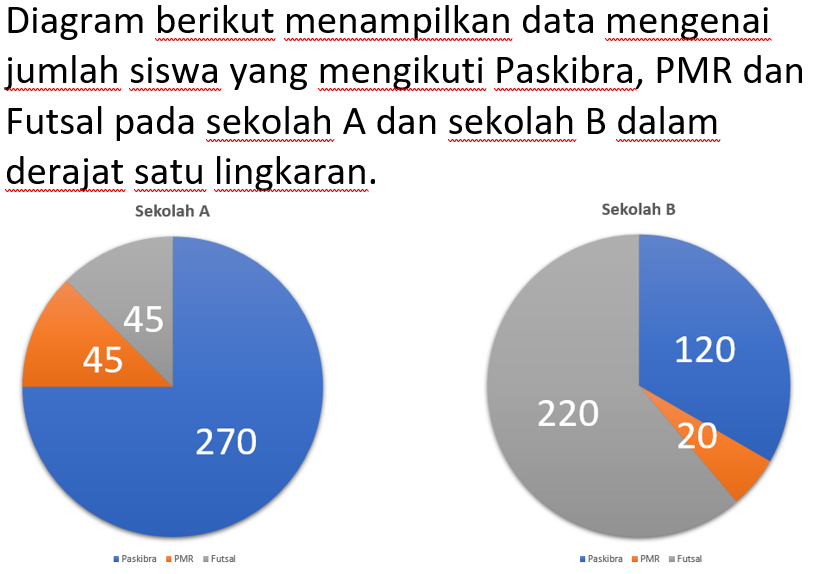 Diagram berikut menampilkan data mengenai
jumlah siswa yang mengikuti Paskibra, PMR dan
Futsal pada sekolah A dan sekolah B dalam
derajat satu lingkaran.
Sekolah A
45
45
270
Paskibra PMR Futsal
Sekolah B
120
220
20
Paskibra PMR Futsal